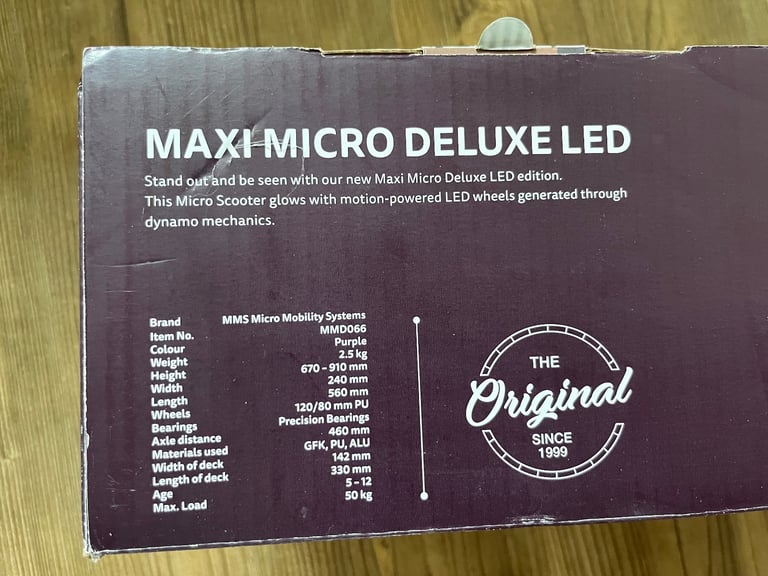 MAXI MICRO DELUXE LED
Stand out and be seen with our new Maxi Micro Deluxe LED edition.
This Micro Scooter glows with motion-powered LED wheels generated through
dynamo mechanics.
Brand MMS Micro Mobility Systems
Item No. MMD066
Colour Purple
Weight 2.5 kg
Height 670 – 910 mm
Width 240 mm
Length 560 mm
Wheels 120/80 mm PU
Bearings Precision Bearings
Axle distance 460 mm
Materials used GFK, PU, ALU
Width of deck 142 mm
Length of deck 330 mm
Age 5 – 12
Max. Load 50 kg
THE
Original
SINCE
1999